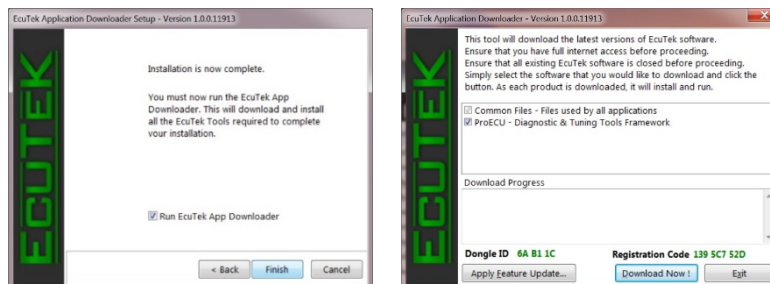 EcuTek Application Downloader Setup - Version 1.0.0.11913
ECUTEK
Installation is now complete.
You must now run the EcuTek App
Downloader. This will download and install
all the EcuTek Tools required to complete
your installation.
Run EcuTek App Downloader
< Back
Finish
Cancel
EcuTek Application Downloader - Version 1.0.0.11913
ECUTEK
This tool will download the latest versions of EcuTek software.
Ensure that you have full internet access before proceeding.
Ensure that all existing EcuTek software is closed before proceeding.
Simply select the software that you would like to download and click the
button. As each product is downloaded, it will install and run.
Common Files - Files used by all applications
ProECU - Diagnostic & Tuning Tools Framework
Download Progress
Dongle ID 6A B1 1C
Registration Code 139 5C7 52D
Apply Feature Update...
Download Now !
Exit